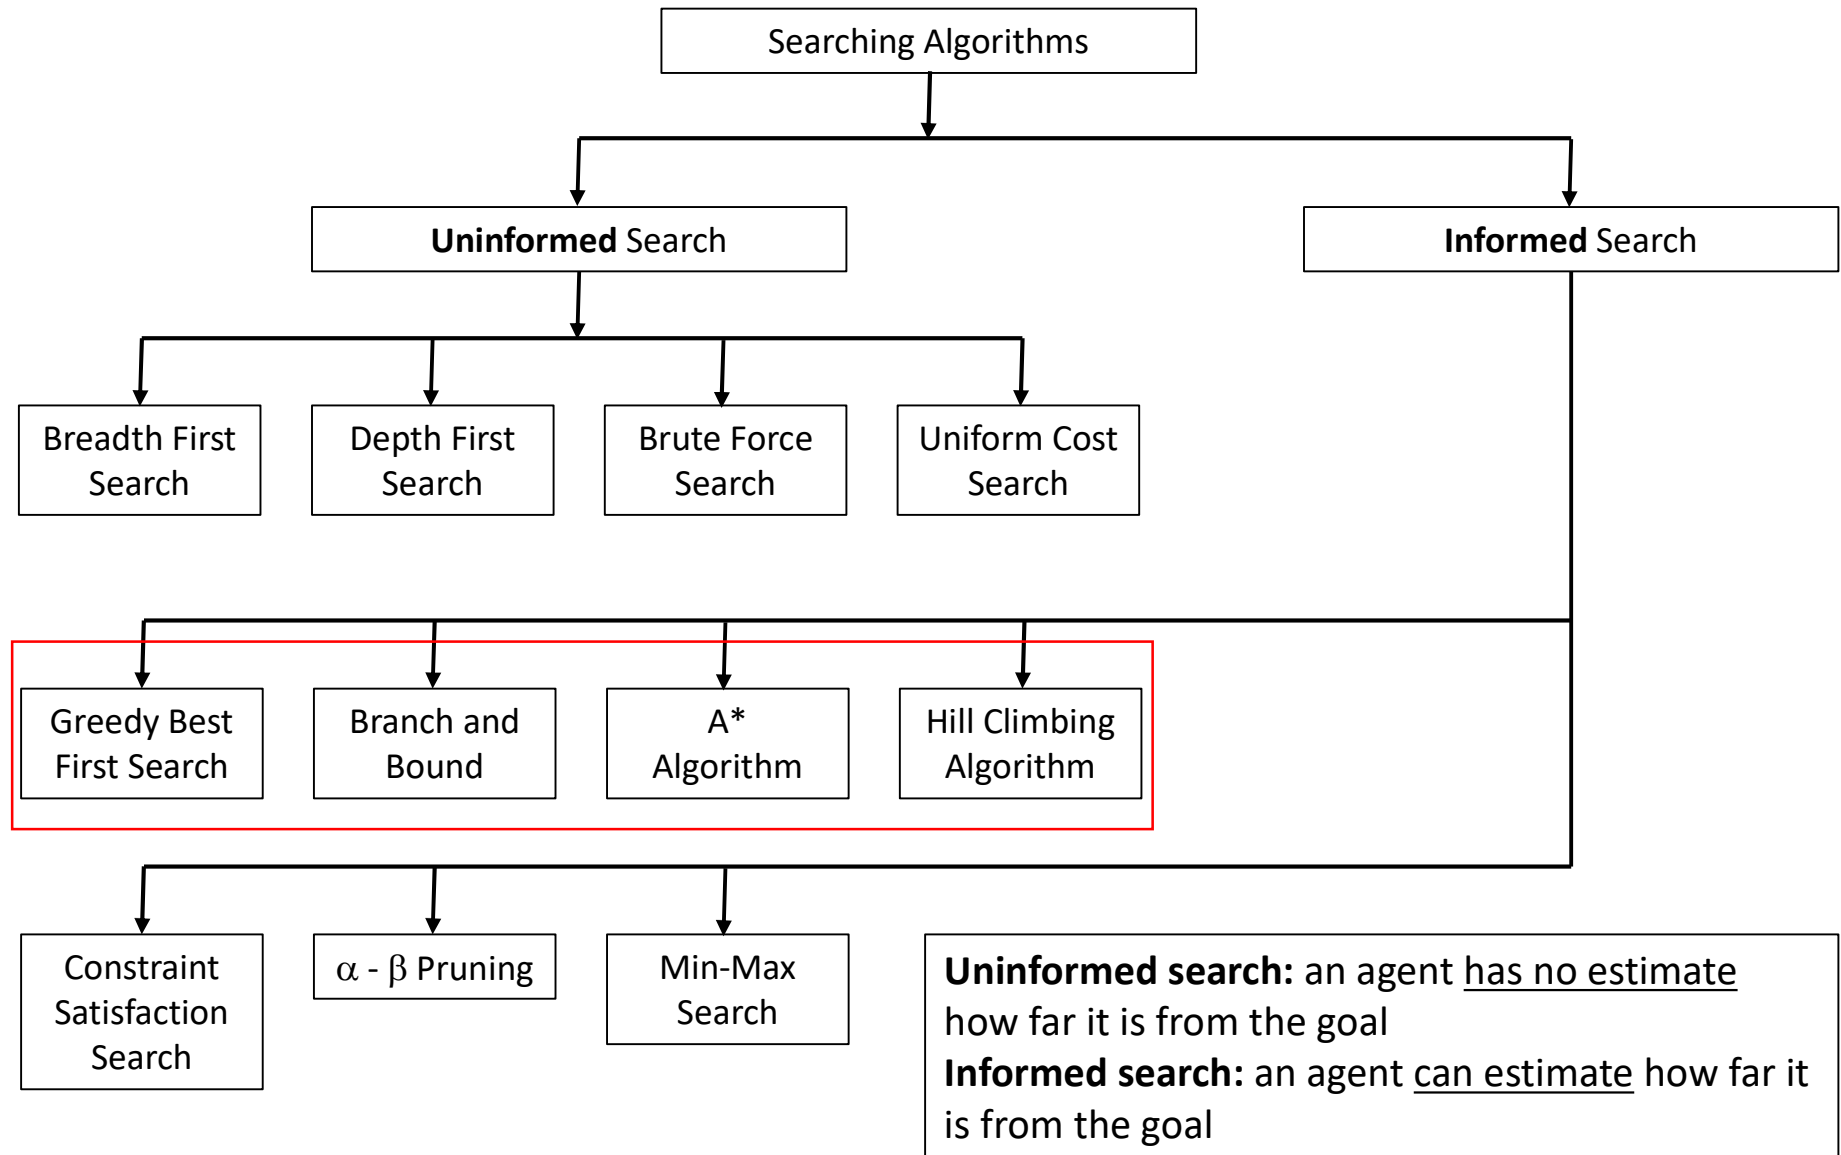 Searching Algorithms
Uninformed Search
Informed Search
Breadth First
Search
Depth First
Search
Brute Force
Search
Uniform Cost
Search
Greedy Best
First Search
Branch and
Bound
A*
Algorithm
Hill Climbing
Algorithm
Constraint
Satisfaction
Search
α - β Pruning
Min-Max
Search
Uninformed search: an agent has no estimate
how far it is from the goal
Informed search: an agent can estimate how far it
is from the goal